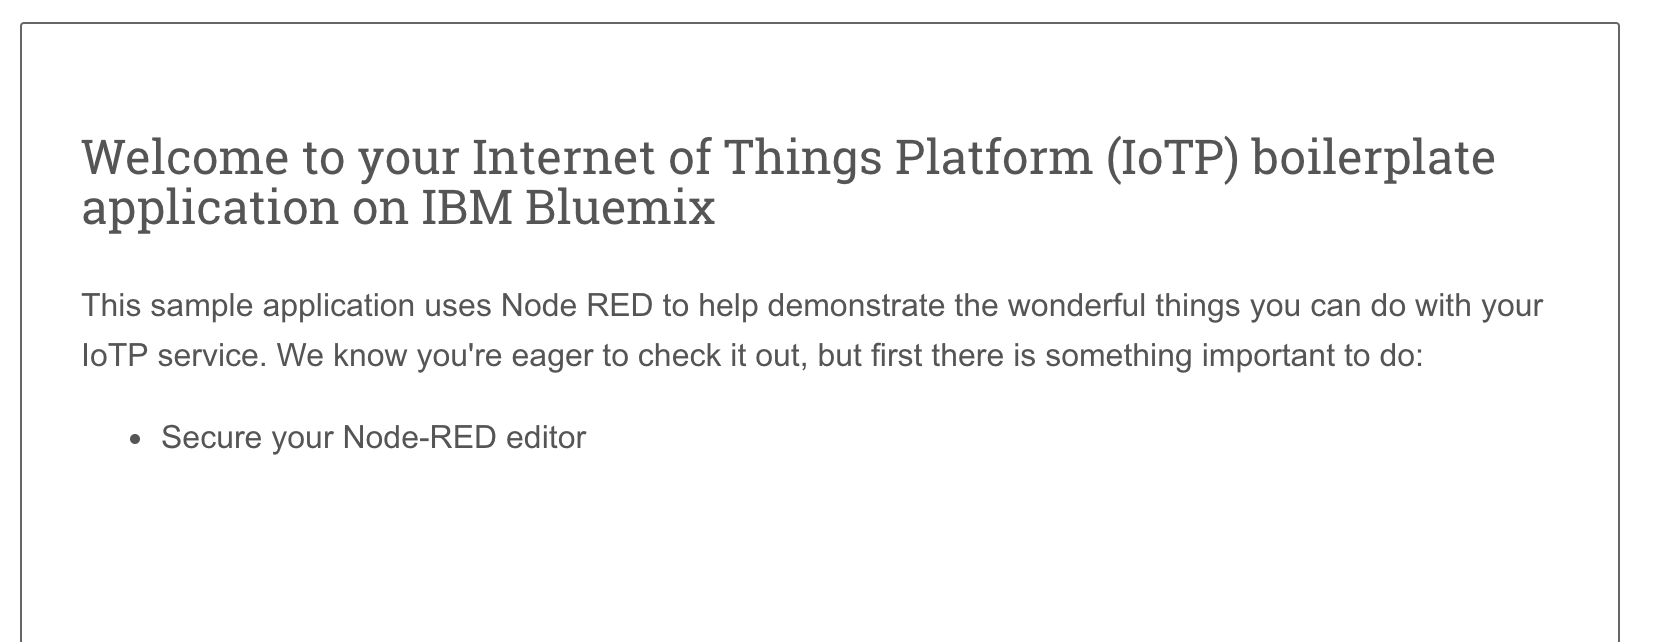 Welcome to your Internet of Things Platform (IoTP) boilerplate
application on IBM Bluemix
This sample application uses Node RED to help demonstrate the wonderful things you can do with your
IoTP service. We know you're eager to check it out, but first there is something important to do:
• Secure your Node-RED editor